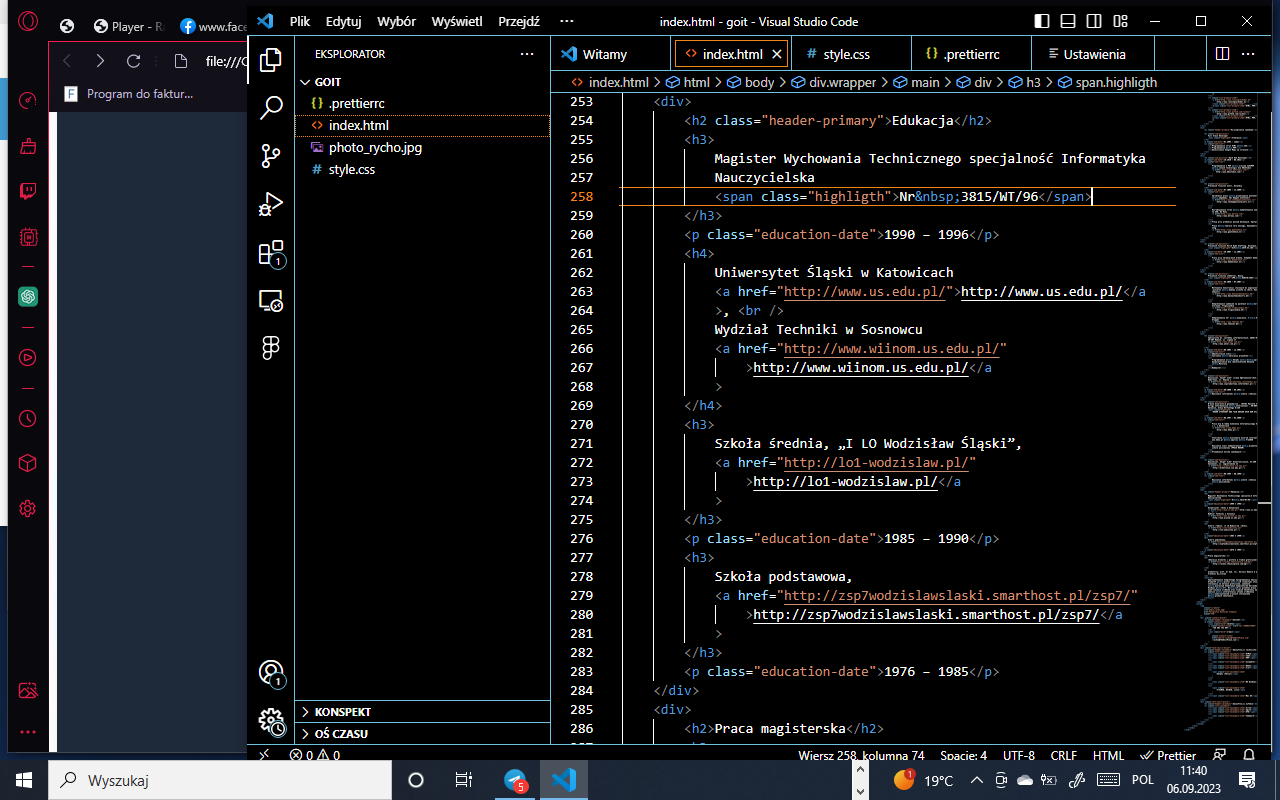 Plik Edytuj Wybór Wyświetl Przejdź ··· index.html - goit - Visual Studio Code
Player - Ra www.face
file:///C
Program do faktur...
EKSPLORATOR ···
GOIT
.prettierrc
index.html
photo_rycho.jpg
style.css
KONSPEKT
OŚ CZASU
Witamy index.html style.css .prettierrc Ustawienia
index.html > html > body > div.wrapper > main > div > h3 > span.highligth
253 <div>
254 <h2 class="header-primary">Edukacja</h2>
255 <h3>
256 Magister Wychowania Technicznego specjalność Informatyka
257 Nauczycielska
258 <span class="highligth">Nr&nbsp;3815/WT/96</span>
259 </h3>
260 <p class="education-date">1990 – 1996</p>
261 <h4>
262 Uniwersytet Śląski w Katowicach
263 <a href="http://www.us.edu.pl/">http://www.us.edu.pl/</a
264 >, <br />
265 Wydział Techniki w Sosnowcu
266 <a href="http://www.wiinom.us.edu.pl/"
267 >http://www.wiinom.us.edu.pl/</a
268 >
269 </h4>
270 <h3>
271 Szkoła średnia, „I LO Wodzisław Śląski”,
272 <a href="http://lo1-wodzislaw.pl/"
273 >http://lo1-wodzislaw.pl/</a
274 >
275 </h3>
276 <p class="education-date">1985 – 1990</p>
277 <h3>
278 Szkoła podstawowa,
279 <a href="http://zsp7wodzislawslaski.smarthost.pl/zsp7/"
280 >http://zsp7wodzislawslaski.smarthost.pl/zsp7/</a
281 >
282 </h3>
283 <p class="education-date">1976 – 1985</p>
284 </div>
285 <div>
286 <h2>Praca magisterska</h2>
0 0 Wiersz 258, kolumna 74 Spacje: 4 UTF-8 CRLF HTML Prettier
Wyszukaj 5 1 19°C POL 11:40
06.09.2023